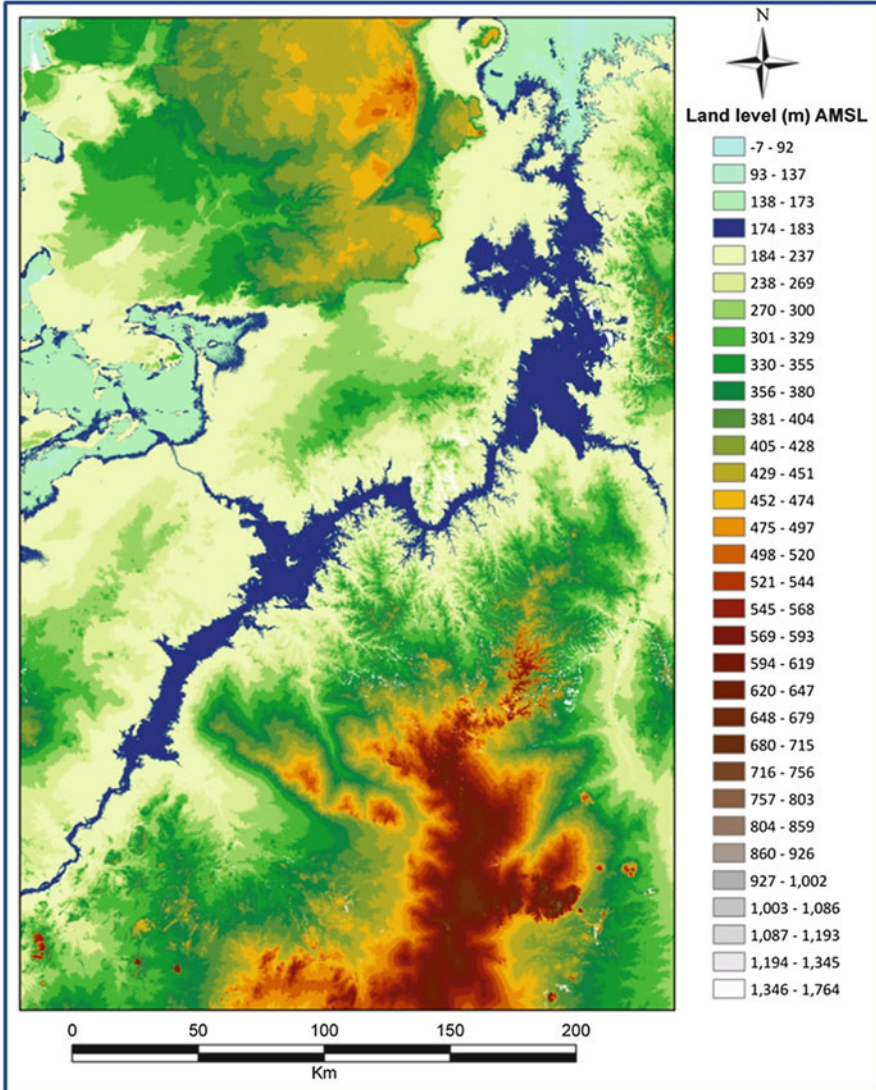 N
Land level (m) AMSL
-7 - 92
93 - 137
138 - 173
174 - 183
184 - 237
238 - 269
270 - 300
301 - 329
330 - 355
356 - 380
381 - 404
405 - 428
429 - 451
452 - 474
475 - 497
498 - 520
521 - 544
545 - 568
569 - 593
594 - 619
620 - 647
648 - 679
680 - 715
716 - 756
757 - 803
804 - 859
860 - 926
927 - 1,002
1,003 - 1,086
1,087 - 1,193
1,194 - 1,345
1,346 - 1,764
0 50 100 150 200
Km